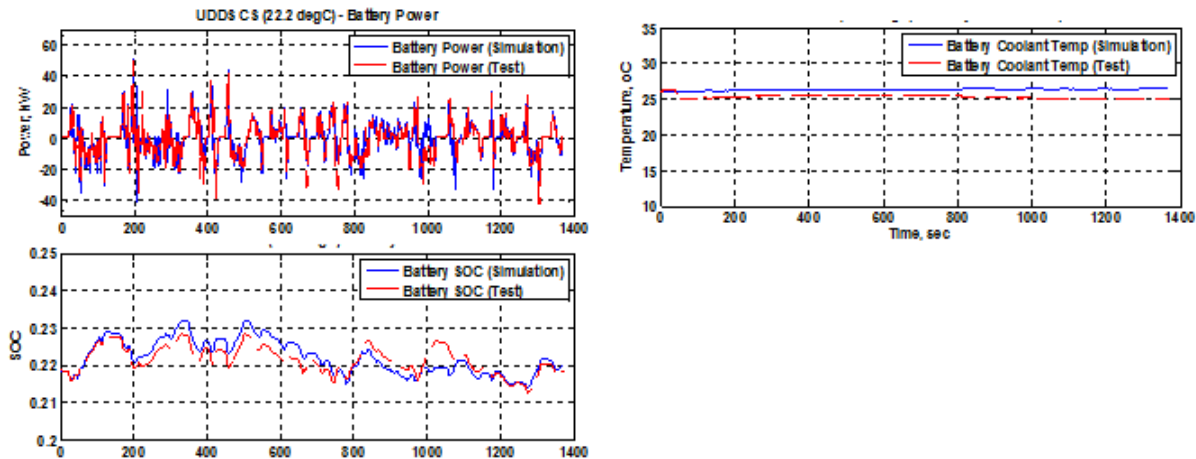 UDDS CS (22.2 degC) - Battery Power
Power, kW
60
40
20
0
-20
-40
Battery Power (Simulation)
Battery Power (Test)
0 200 400 600 800 1000 1200 1400
SOC
0.25
0.24
0.23
0.22
0.21
0.2
Battery SOC (Simulation)
Battery SOC (Test)
0 200 400 600 800 1000 1200 1400
Temperature, oC
35
30
25
20
15
10
Battery Coolant Temp (Simulation)
Battery Coolant Temp (Test)
0 200 400 600 800 1000 1200 1400
Time, sec